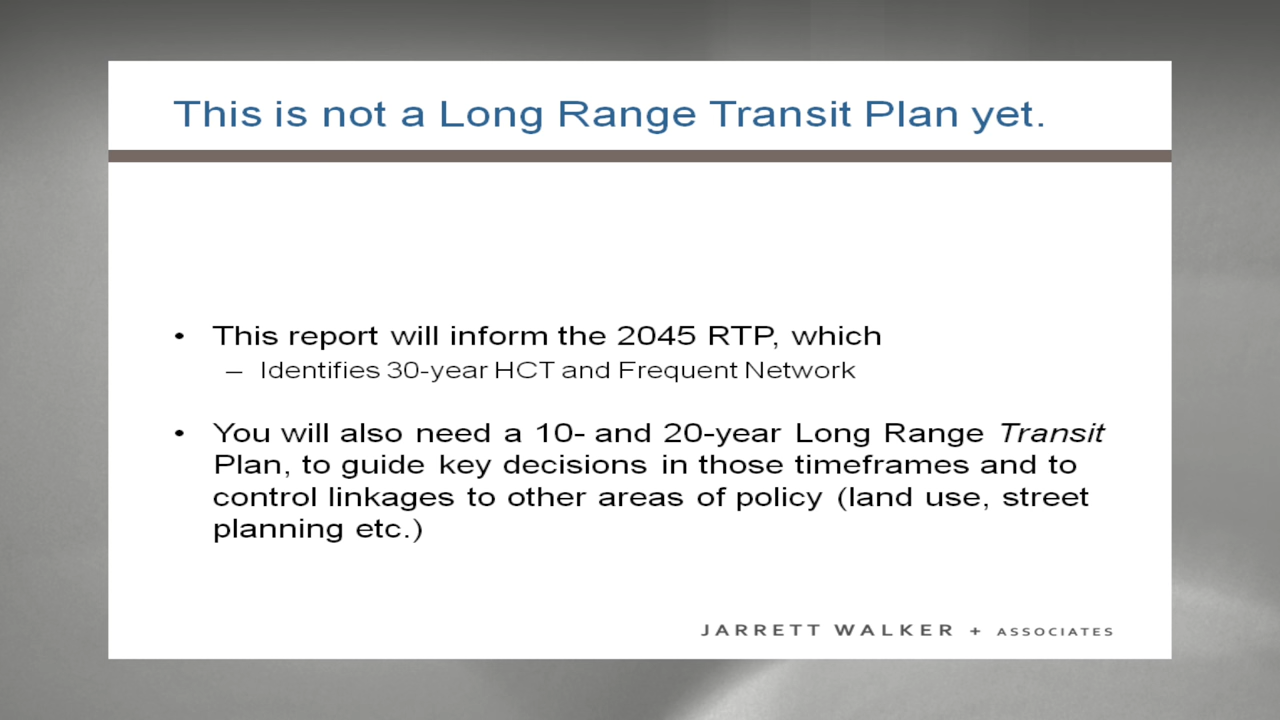 This is not a Long Range Transit Plan yet.
• This report will inform the 2045 RTP, which
– Identifies 30-year HCT and Frequent Network
• You will also need a 10- and 20-year Long Range Transit
Plan, to guide key decisions in those timeframes and to
control linkages to other areas of policy (land use, street
planning etc.)
JARRETT WALKER + ASSOCIATES